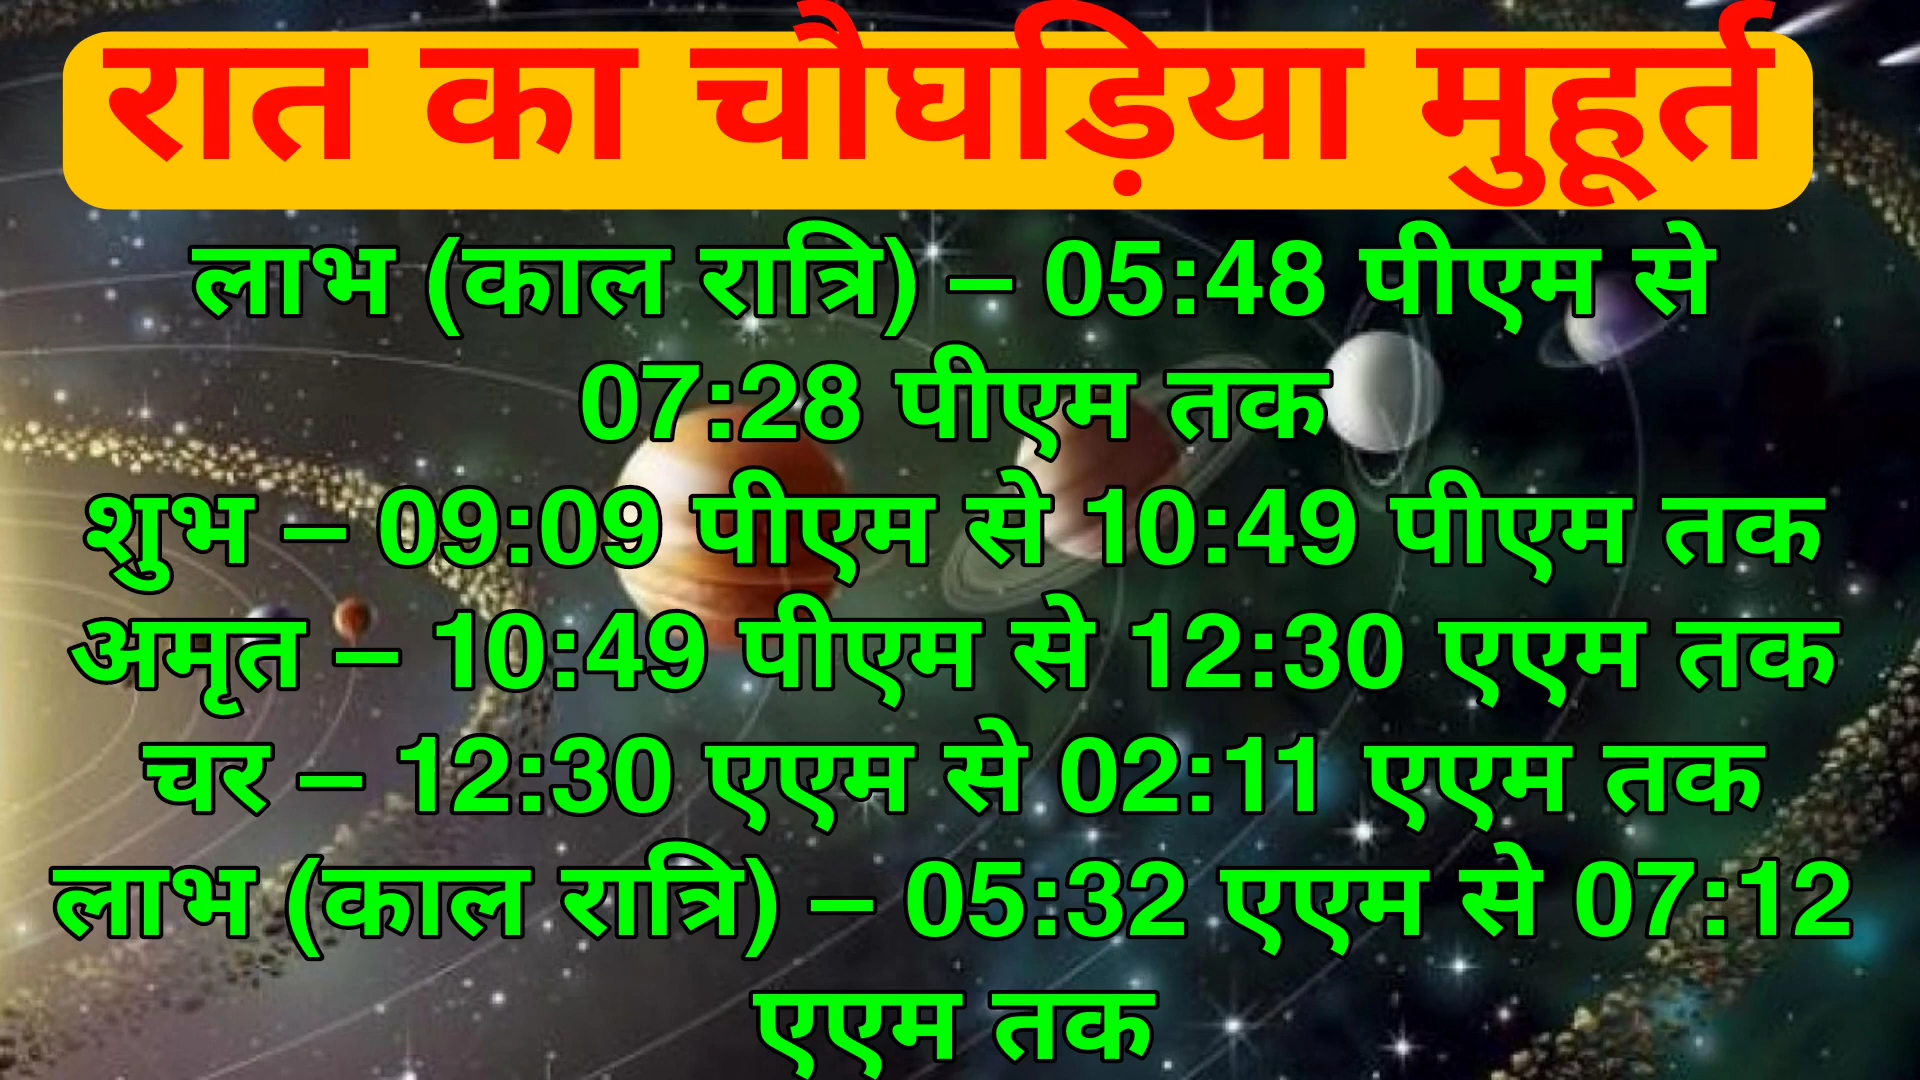 रात का चौघड़िया मुहूर्त
लाभ (काल रात्रि) – 05:48 पीएम से
07:28 पीएम तक
शुभ – 09:09 पीएम से 10:49 पीएम तक
अमृत – 10:49 पीएम से 12:30 एएम तक
चर – 12:30 एएम से 02:11 एएम तक
लाभ (काल रात्रि) – 05:32 एएम से 07:12
एएम तक